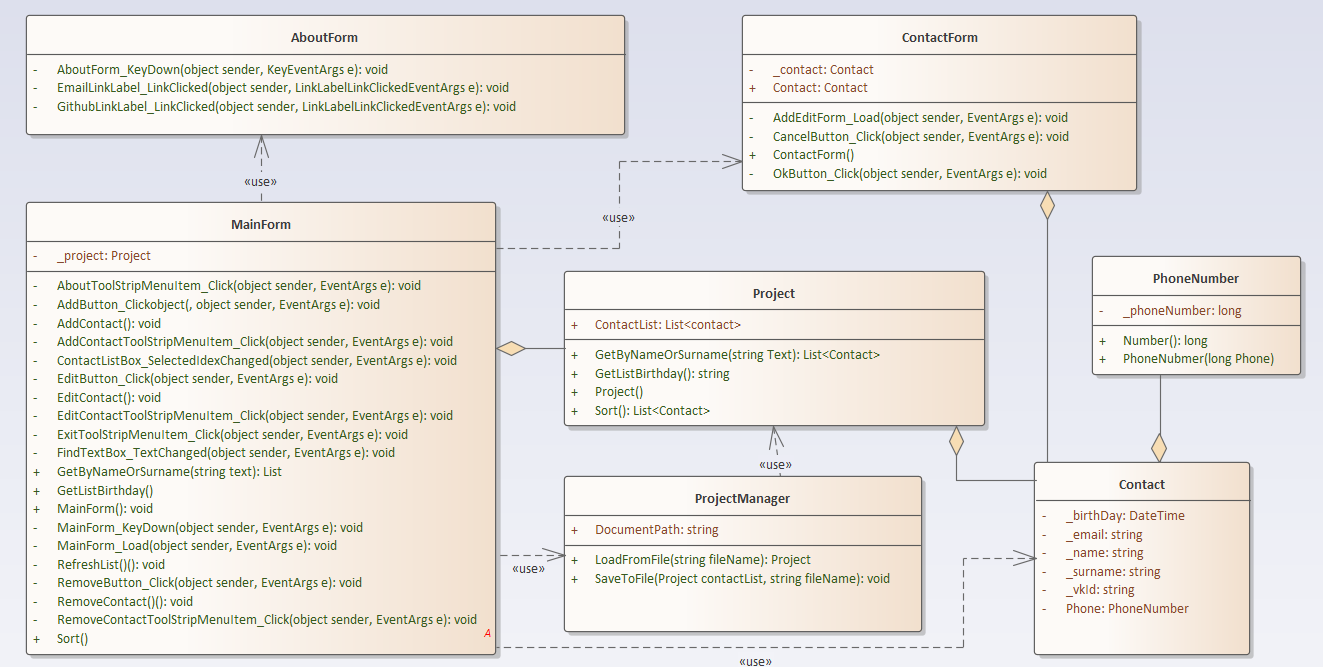 AboutForm
- AboutForm_KeyDown(object sender, KeyEventArgs e): void
- EmailLinkLabel_LinkClicked(object sender, LinkLabelLinkClickedEventArgs e): void
- GithubLinkLabel_LinkClicked(object sender, LinkLabelLinkClickedEventArgs e): void
ContactForm
- _contact: Contact
+ Contact: Contact
- AddEditForm_Load(object sender, EventArgs e): void
- CancelButton_Click(object sender, EventArgs e): void
+ ContactForm()
- OkButton_Click(object sender, EventArgs e): void
«use»
«use»
MainForm
- _project: Project
- AboutToolStripMenuItem_Click(object sender, EventArgs e): void
- AddButton_Clickobject(, object sender, EventArgs e): void
- AddContact(): void
- AddContactToolStripMenuItem_Click(object sender, EventArgs e): void
- ContactListBox_SelectedIdexChanged(object sender, EventArgs e): void
- EditButton_Click(object sender, EventArgs e): void
- EditContact(): void
- EditContactToolStripMenuItem_Click(object sender, EventArgs e): void
- ExitToolStripMenuItem_Click(object sender, EventArgs e): void
- FindTextBox_TextChanged(object sender, EventArgs e): void
+ GetByNameOrSurname(string text): List
+ GetListBirthday()
+ MainForm(): void
- MainForm_KeyDown(object sender, EventArgs e): void
- MainForm_Load(object sender, EventArgs e): void
- RefreshList()(): void
- RemoveButton_Click(object sender, EventArgs e): void
- RemoveContact()(): void
- RemoveContactToolStripMenuItem_Click(object sender, EventArgs e): void
+ Sort()
A
Project
+ ContactList: List<contact>
+ GetByNameOrSurname(string Text): List<Contact>
+ GetListBirthday(): string
+ Project()
+ Sort(): List<Contact>
PhoneNumber
- _phoneNumber: long
+ Number(): long
+ PhoneNubmer(long Phone)
«use»
ProjectManager
+ DocumentPath: string
+ LoadFromFile(string fileName): Project
+ SaveToFile(Project contactList, string fileName): void
«use»
Contact
- _birthDay: DateTime
- _email: string
- _name: string
- _surname: string
- _vkId: string
- Phone: PhoneNumber
«use»